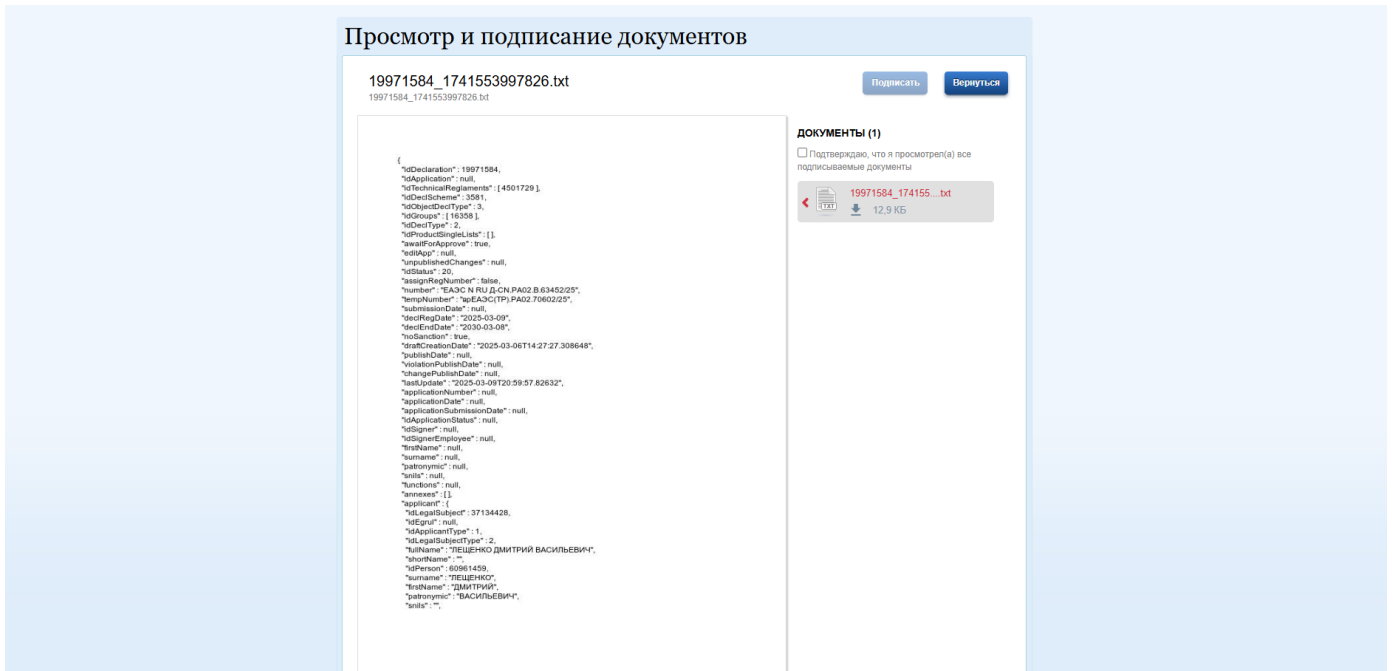 Просмотр и подписание документов
19971584_1741553997826.txt
19971584_1741553997826.txt
Подписать
Вернуться
{
"idDeclaration" : 19971584,
"idApplication" : null,
"idTechnicalReglaments" : [ 4501729 ],
"idDeclScheme" : 3581,
"idObjectDeclType" : 3,
"idGroups" : [ 16358 ],
"idDeclType" : 2,
"idProductSingleLists" : [ ],
"awaitForApprove" : true,
"editApp" : null,
"unpublishedChanges" : null,
"idStatus" : 20,
"assignRegNumber" : false,
"number" : "ЕАЭС N RU Д-CN.РА02.В.63452/25",
"tempNumber" : "врЕАЭС(ТР).РА02.70602/25",
"submissionDate" : null,
"declRegDate" : "2025-03-09",
"declEndDate" : "2030-03-08",
"noSanction" : true,
"draftCreationDate" : "2025-03-06T14:27:27.308648",
"publishDate" : null,
"violationPublishDate" : null,
"changePublishDate" : null,
"lastUpdate" : "2025-03-09T20:59:57.82632",
"applicationNumber" : null,
"applicationDate" : null,
"applicationSubmissionDate" : null,
"idApplicationStatus" : null,
"idSigner" : null,
"idSignerEmployee" : null,
"firstName" : null,
"surname" : null,
"patronymic" : null,
"snils" : null,
"functions" : null,
"annexes" : [ ],
"applicant" : {
"idLegalSubject" : 37134428,
"idEgrul" : null,
"idApplicantType" : 1,
"idLegalSubjectType" : 2,
"fullName" : "ЛЕЩЕНКО ДМИТРИЙ ВАСИЛЬЕВИЧ",
"shortName" : "",
"idPerson" : 60961459,
"surname" : "ЛЕЩЕНКО",
"firstName" : "ДМИТРИЙ",
"patronymic" : "ВАСИЛЬЕВИЧ",
"snils" : "",
ДОКУМЕНТЫ (1)
Подтверждаю, что я просмотрел(а) все
подписываемые документы
19971584_174155....txt
TXT
12,9 КБ